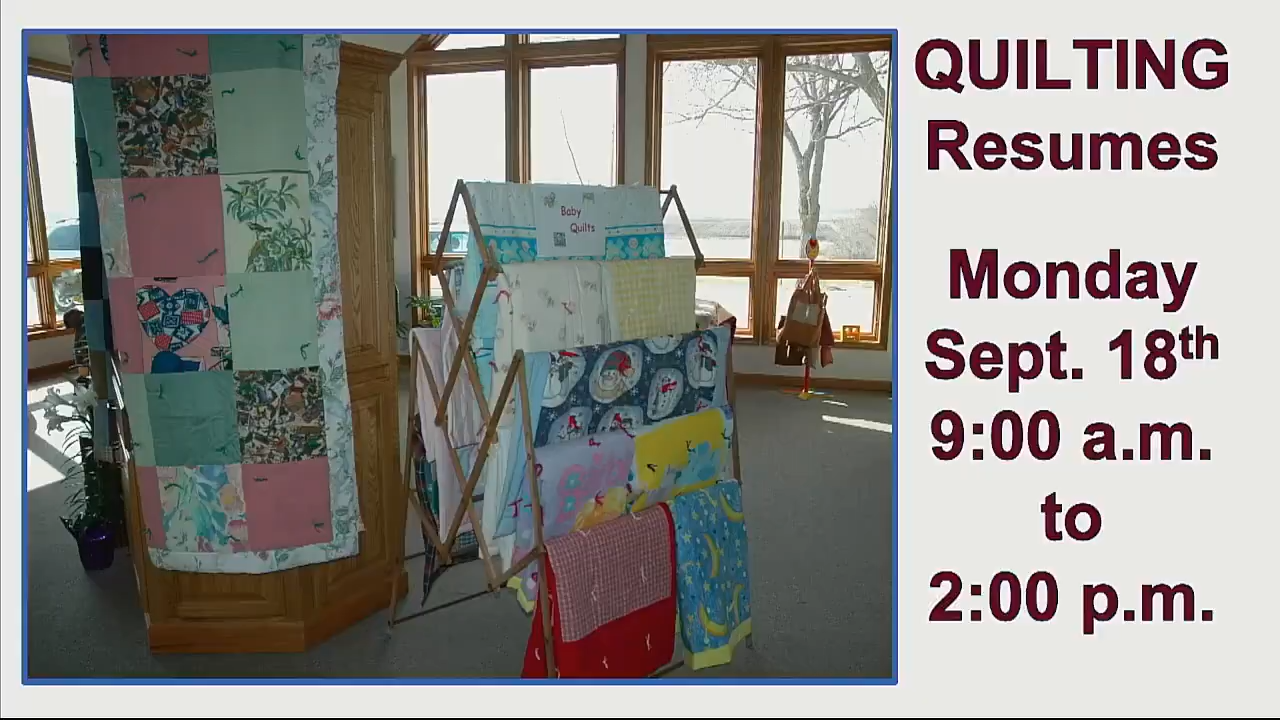 QUILTING
Resumes
Monday
Sept. 18th
9:00 a.m.
to
2:00 p.m.
Baby
Quilts